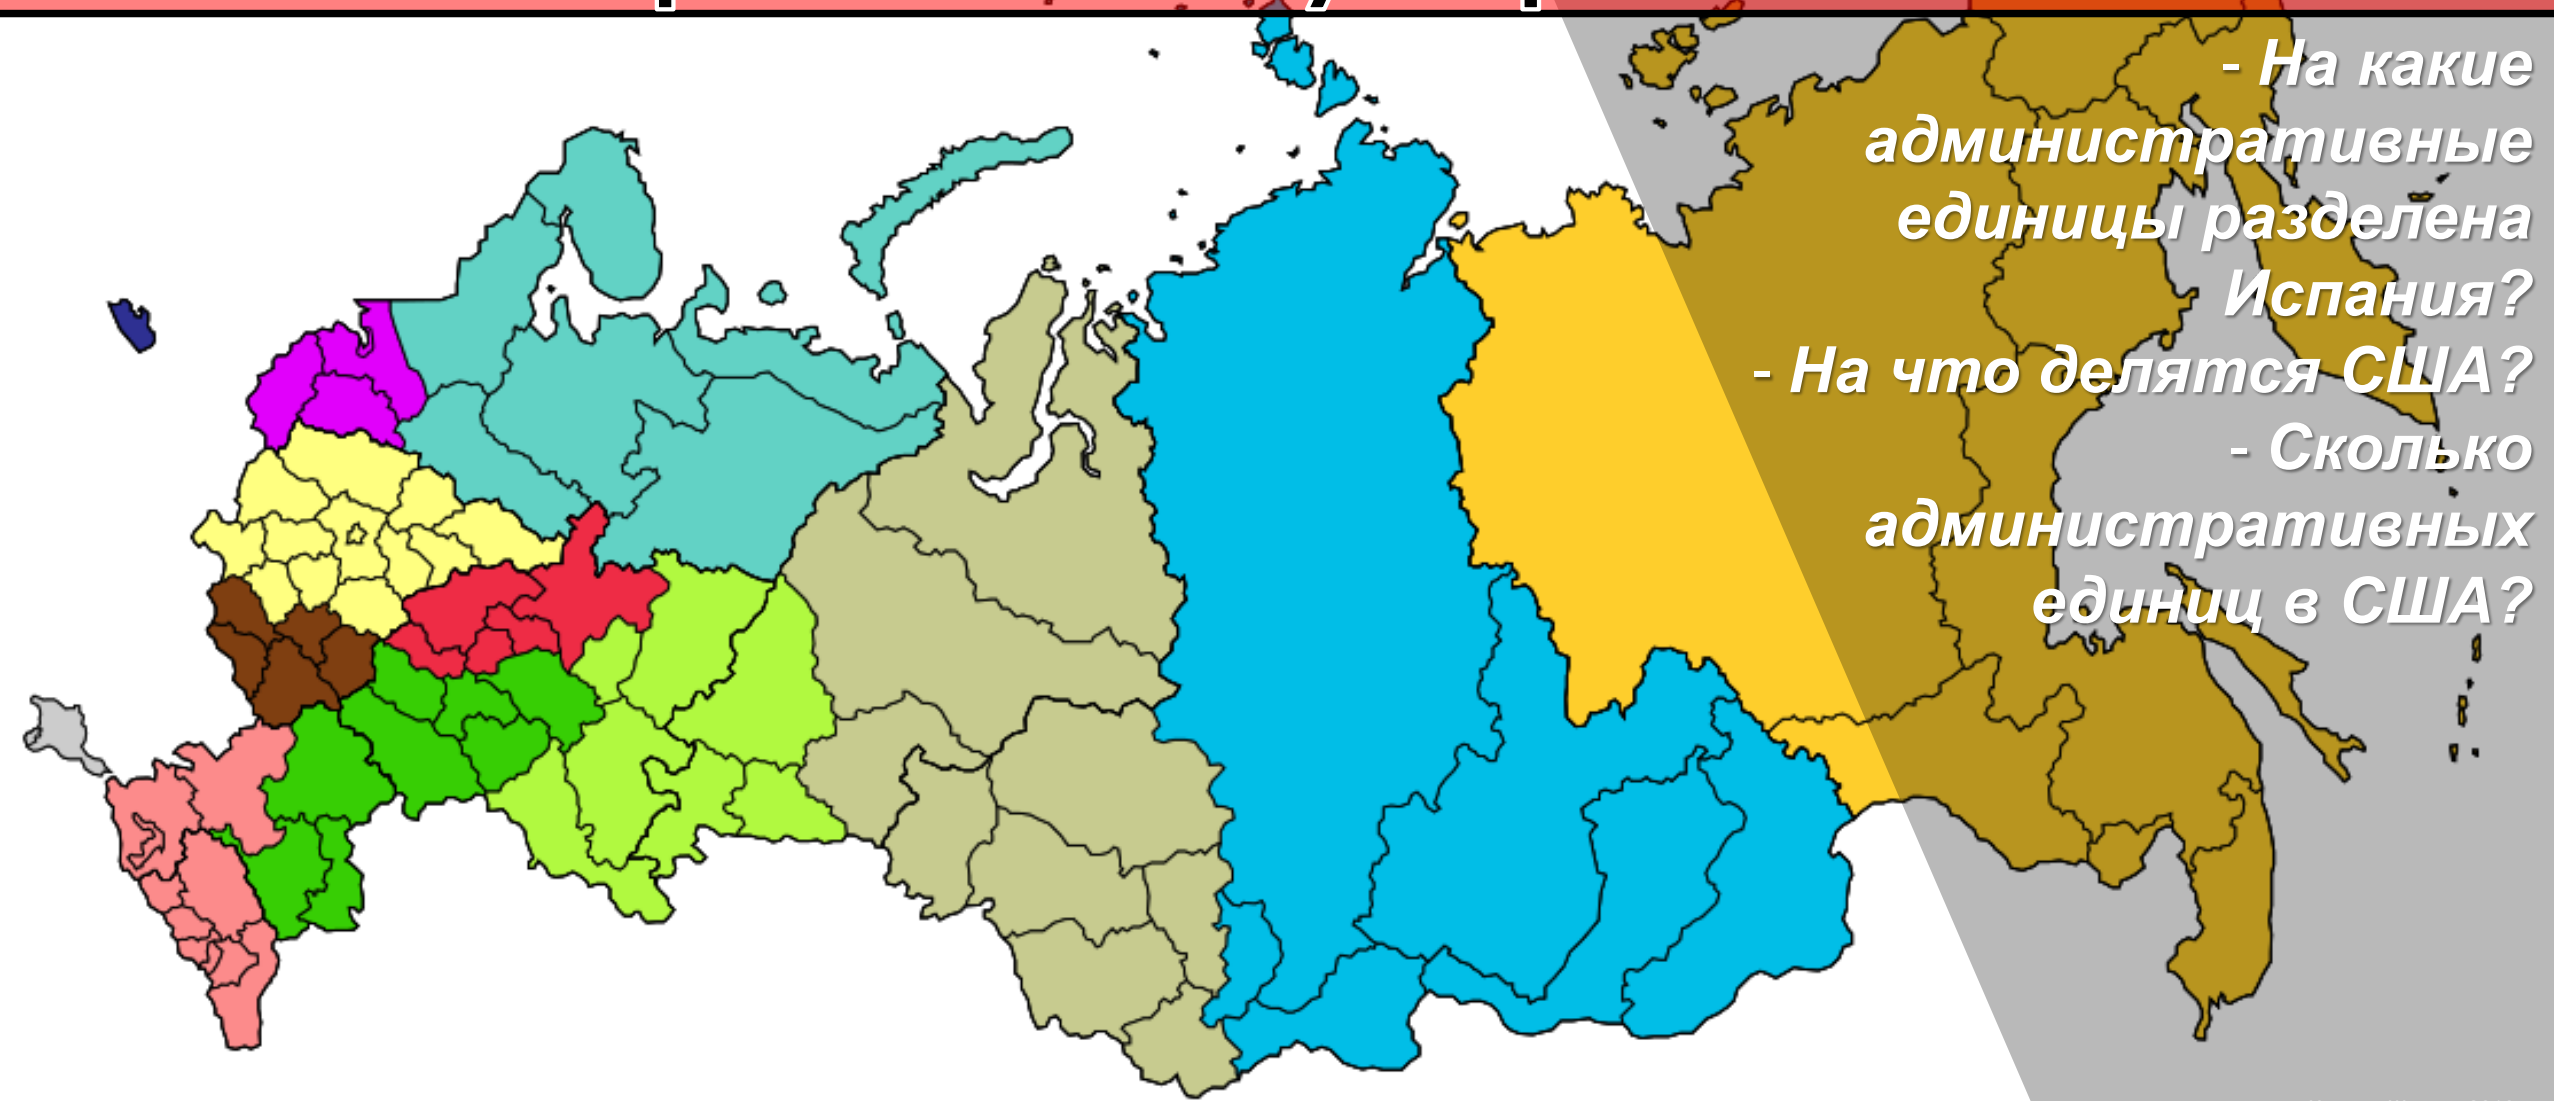 - На какие
административные
единицы разделена
Испания?
- На что делятся США?
- Сколько
административных
единиц в США?